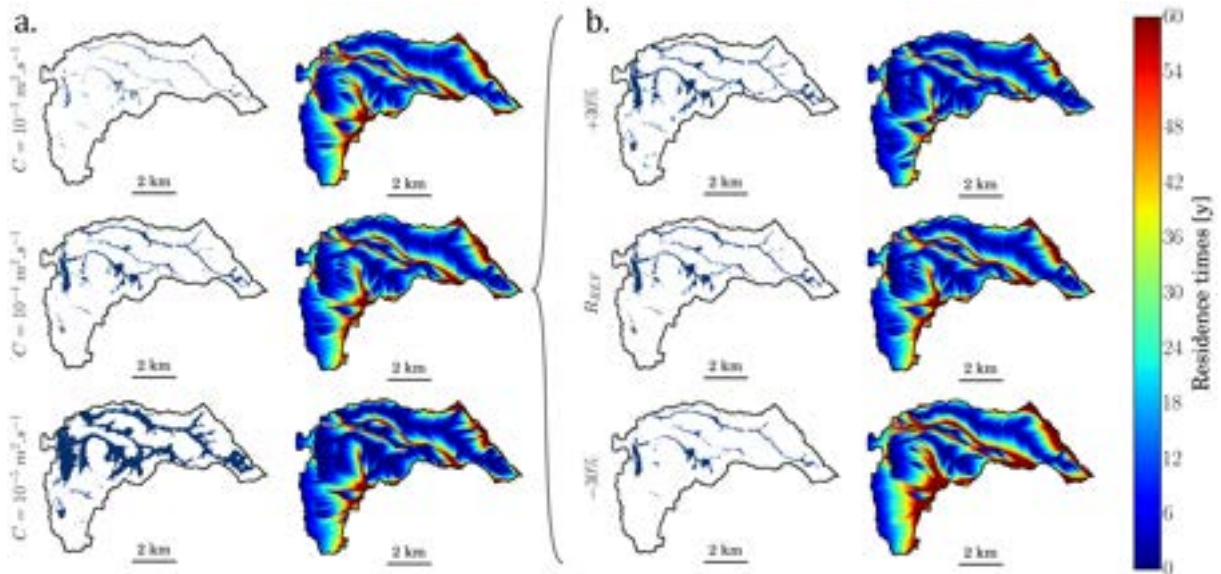 a.
C = 10⁻³ m².s⁻¹
2 km
2 km
C = 10⁻⁴ m².s⁻¹
2 km
2 km
C = 10⁻⁵ m².s⁻¹
2 km
2 km
b.
+30%
2 km
2 km
2 km
2 km
−30%
2 km
2 km
60
54
48
42
36
30
24
18
12
6
0
Residence times [y]